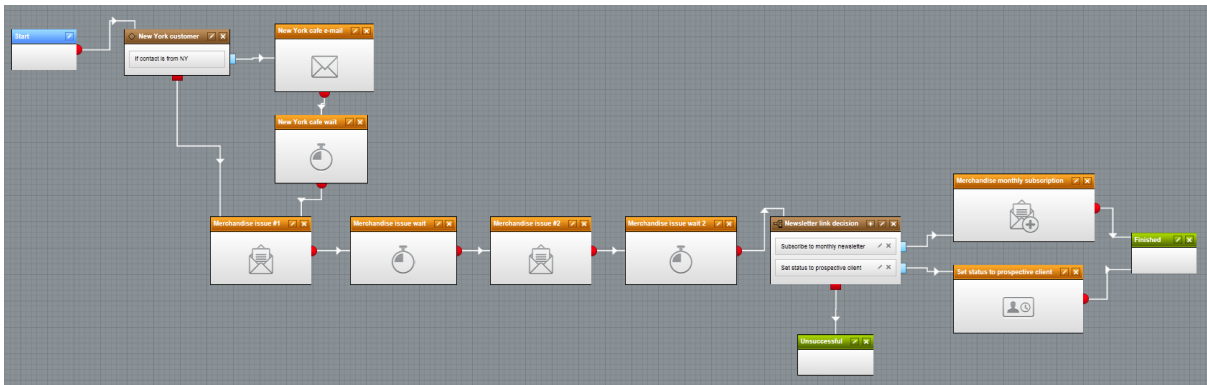 Start
New York customer
If contact is from NY
New York cafe e-mail
New York cafe wait
Merchandise issue #1
Merchandise issue wait
Merchandise issue #2
Merchandise issue wait 2
Newsletter link decision
Subscribe to monthly newsletter
Set status to prospective client
Merchandise monthly subscription
Set status to prospective client
Finished
Unsuccessful